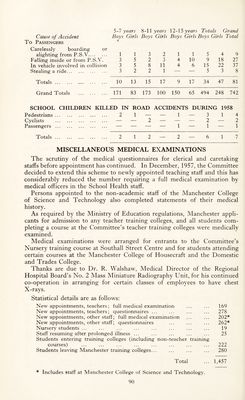 5-7 years 8-11 years 12-15 years Totals Grand
Cause of Accident Boys Girls Boys Girls Boys Girls Boys Girls Total
To Passengers
Carelessly boarding or
alighting from P.S.V. ... 1 1 3 2 1 1 5 4 9
Falling inside or from P.S.V. 3 5 2 3 4 10 9 18 27
In vehicle involved in collision 3 5 8 11 4 6 15 22 37
Stealing a ride ... 3 2 2 1 — — 5 3 8
Totals ... 10 13 15 17 9 17 34 47 81
Grand Totals 171 83 173 100 150 65 494 248 742
SCHOOL CHILDREN KILLED IN ROAD ACCIDENTS DURING 1958
Pedestrians ... 2 1 — — 1 — 3 1 4
Cyclists ... — — 2 — — — 2 — 2
Passengers ... — — — — 1 — 1 — 1
Totals ... 2 1 2 — 2 — 6 1 7
MISCELLANEOUS MEDICAL EXAMINATIONS
The scrutiny of the medical questionnaires for clerical and caretaking
staffs before appointment has continued. In December, 1957, the Committee
decided to extend this scheme to newly appointed teaching staff and this has
considerably reduced the number requiring a full medical examination by
medical officers in the School Health staff.
Persons appointed to the non-academic staff of the Manchester College
of Science and Technology also completed statements of their medical
history.
As required by the Ministry of Education regulations, Manchester appli-
cants for admission to any teacher training colleges, and all students com-
pleting a course at the Committee's teacher training colleges were medically
examined.
Medical examinations were arranged for entrants to the Committee's
Nursery training course at Southall Street Centre and for students attending
certain courses at the Manchester College of Housecraft and the Domestic
and Trades College.
Thanks are due to Dr. R. Walshaw, Medical Director of the Regional
Hospital Board's No. 2 Mass Miniature Radiography Unit, for his continued
co-operation in arranging for certain classes of employees to have chest
X-rays.
Statistical details are as follows:
New appointments, teachers; full medical examination ... 169
New appointments, teachers; questionnaires ... 278
New appointments, other staff; full medical examination ... 202*
New appointments, other staff; questionnaires ... 262*
Nursery students ... 19
Staff resuming after prolonged illness ... 25
Students entering training colleges (including non-teacher training
courses) ... 222
Students leaving Manchester training colleges ... 280
Total ... 1,457
* Includes staff at Manchester College of Science and Technology.
90